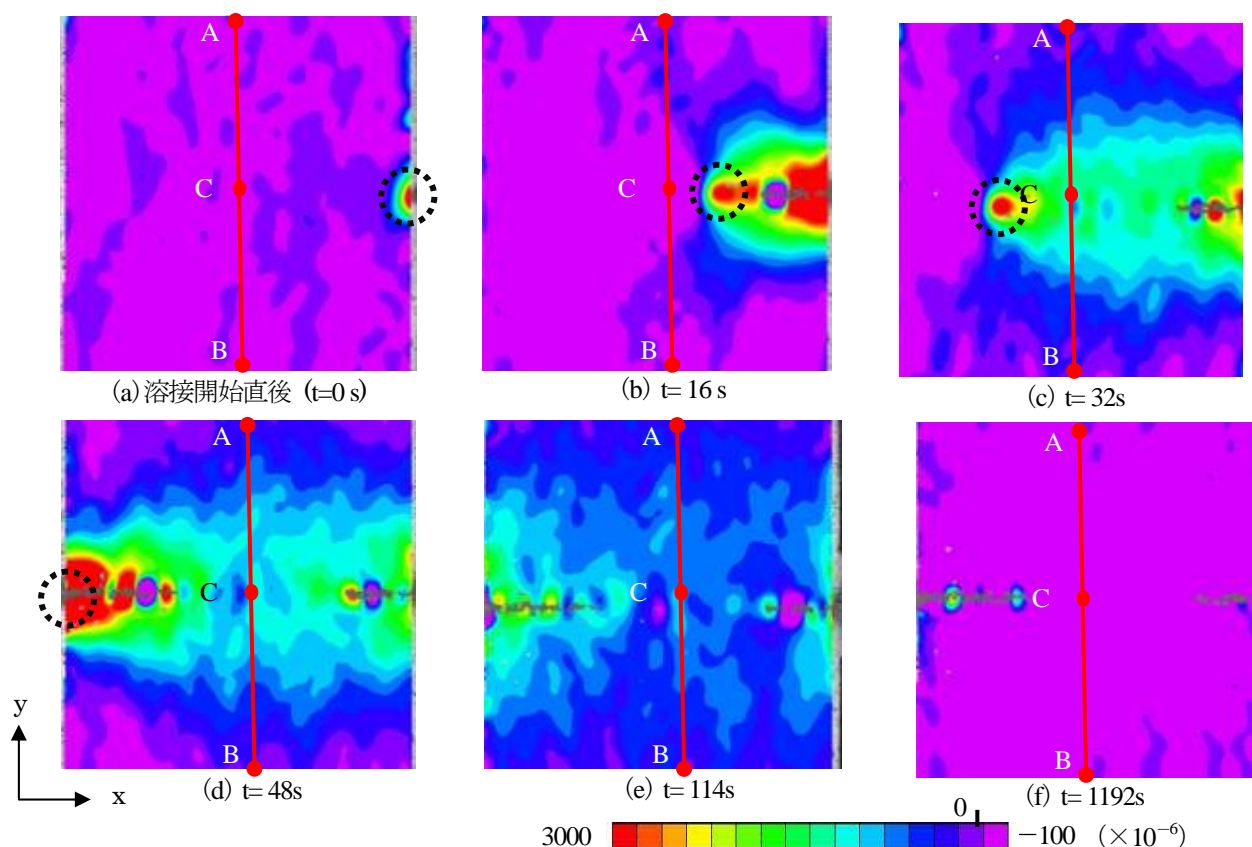 A
C
B
(a) 溶接開始直後 (t=0 s)
A
C
B
(b) t= 16 s
A
C
B
(c) t= 32s
A
C
B
(d) t= 48s
A
C
B
(e) t= 114s
A
C
B
(f) t= 1192s
y
x
0
3000 −100 (×10⁻⁶)